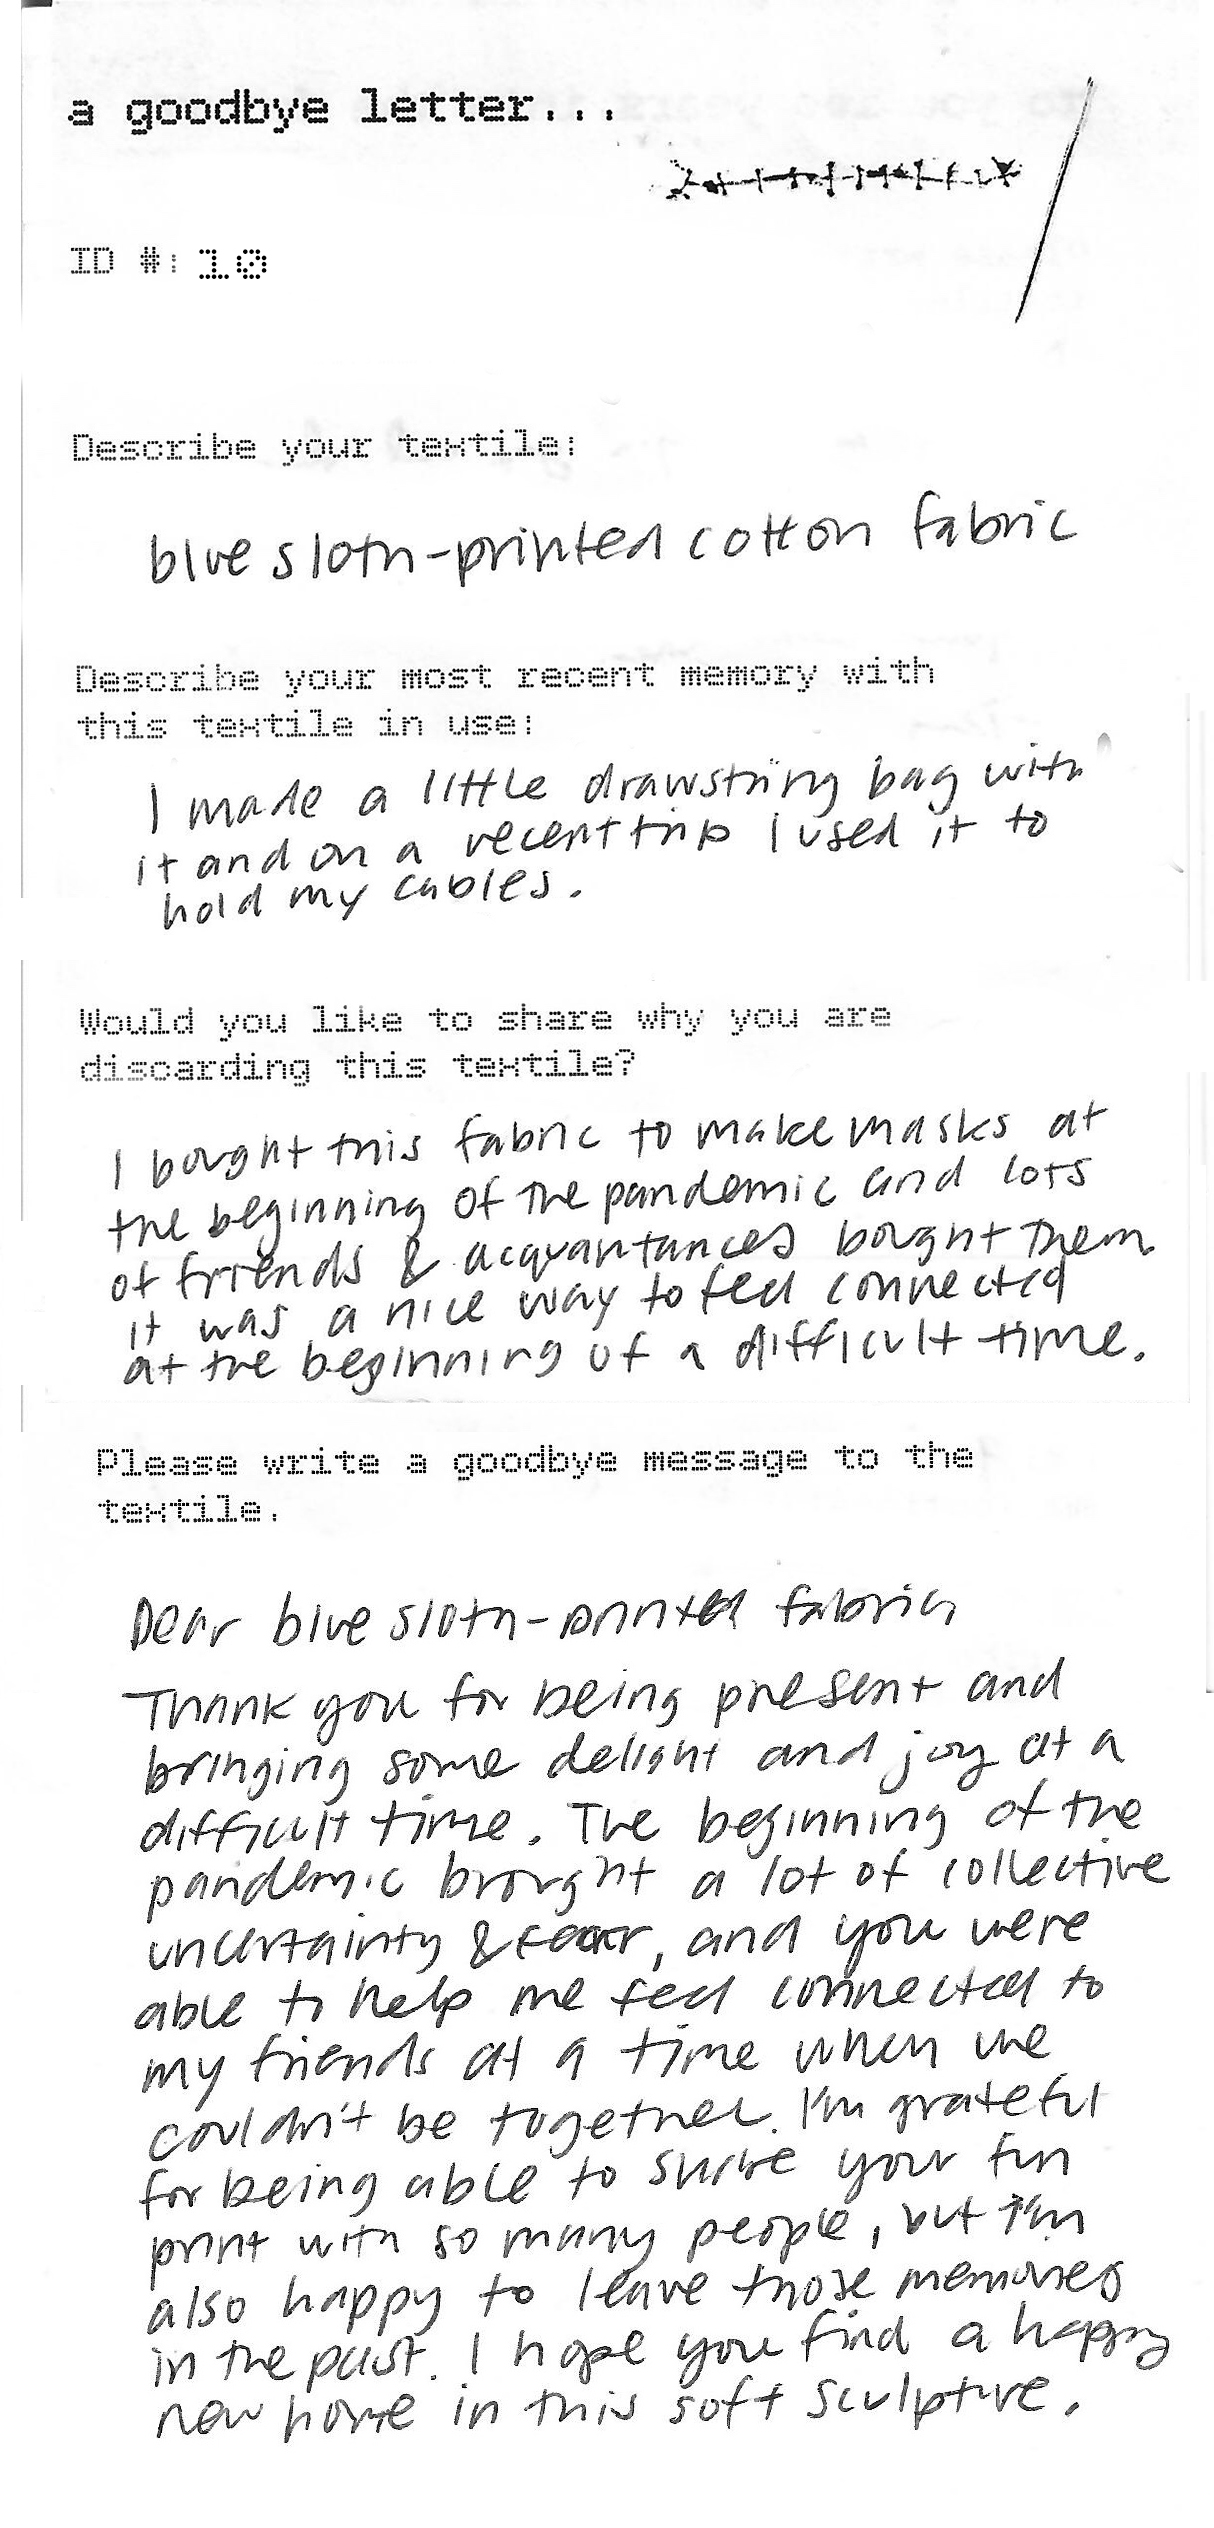 a goodbye letter...
ID #: 10
Describe your textile:
blue sloth-printed cotton fabric
Describe your most recent memory with
this textile in use:
I made a little drawstring bag with
it and on a recent trip I used it to
hold my cables.
Would you like to share why you are
discarding this textile?
I bought this fabric to make masks at
the beginning of the pandemic and lots
of friends & acquantances bought them.
it was a nice way to feel connected
at the beginning of a difficult time.
Please write a goodbye message to the
textile.
Dear blue sloth-printed fabric,
Thank you for being present and
bringing some delight and joy at a
difficult time. The beginning of the
pandemic brought a lot of collective
uncertainty & fear, and you were
able to help me feel connected to
my friends at a time when we
couldn't be together. I'm grateful
for being able to share your fun
print with so many people, but I'm
also happy to leave those memories
in the past. I hope you find a happy
new home in this soft sculpture.